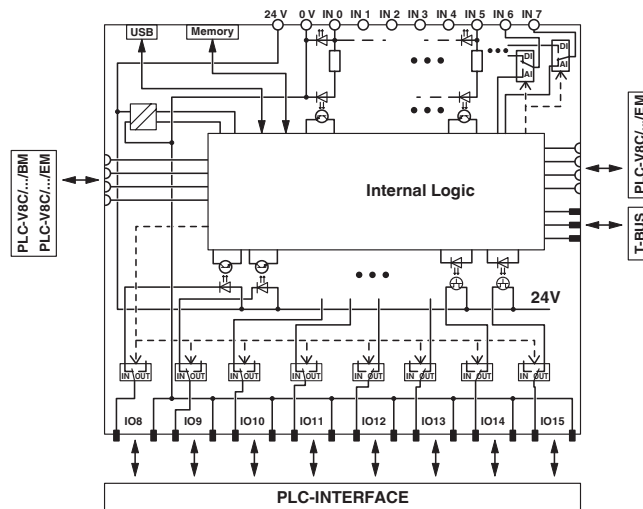 24 V 0 V IN 0 IN 1 IN 2 IN 3 IN 4 IN 5 IN 6 IN 7
USB Memory
DI
AI
DI
AI
PLC-V8C/.../BM
PLC-V8C/.../EM
PLC-V8C/.../EM
T-BUS
Internal Logic
24V
IN OUT IN OUT IN OUT IN OUT IN OUT IN OUT IN OUT IN OUT
IO8 IO9 IO10 IO11 IO12 IO13 IO14 IO15
PLC-INTERFACE